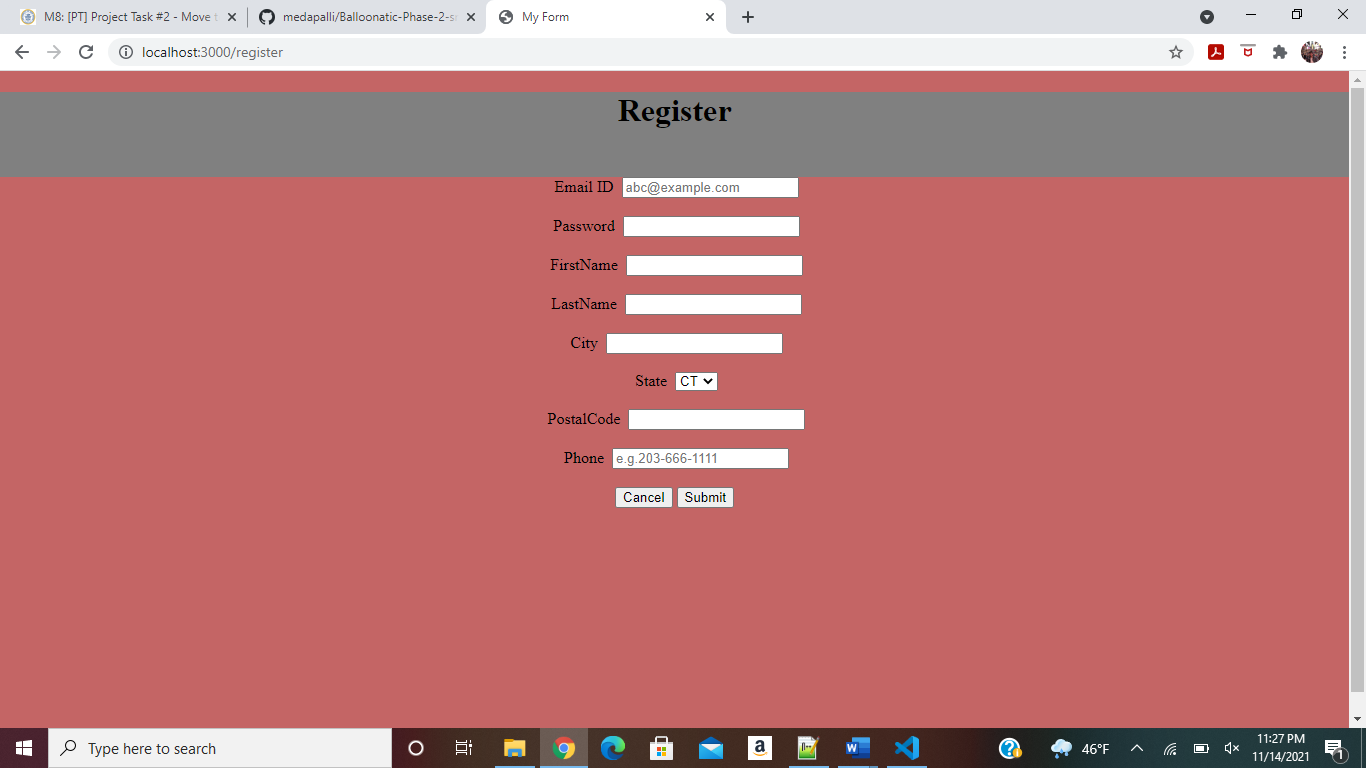 M8: [PT] Project Task #2 - Move t
medapalli/Balloonatic-Phase-2-s
My Form
localhost:3000/register
Register
Email ID abc@example.com
Password
FirstName
LastName
City
State CT
PostalCode
Phone e.g.203-666-1111
Cancel Submit
Type here to search
46°F
11:27 PM
11/14/2021
1